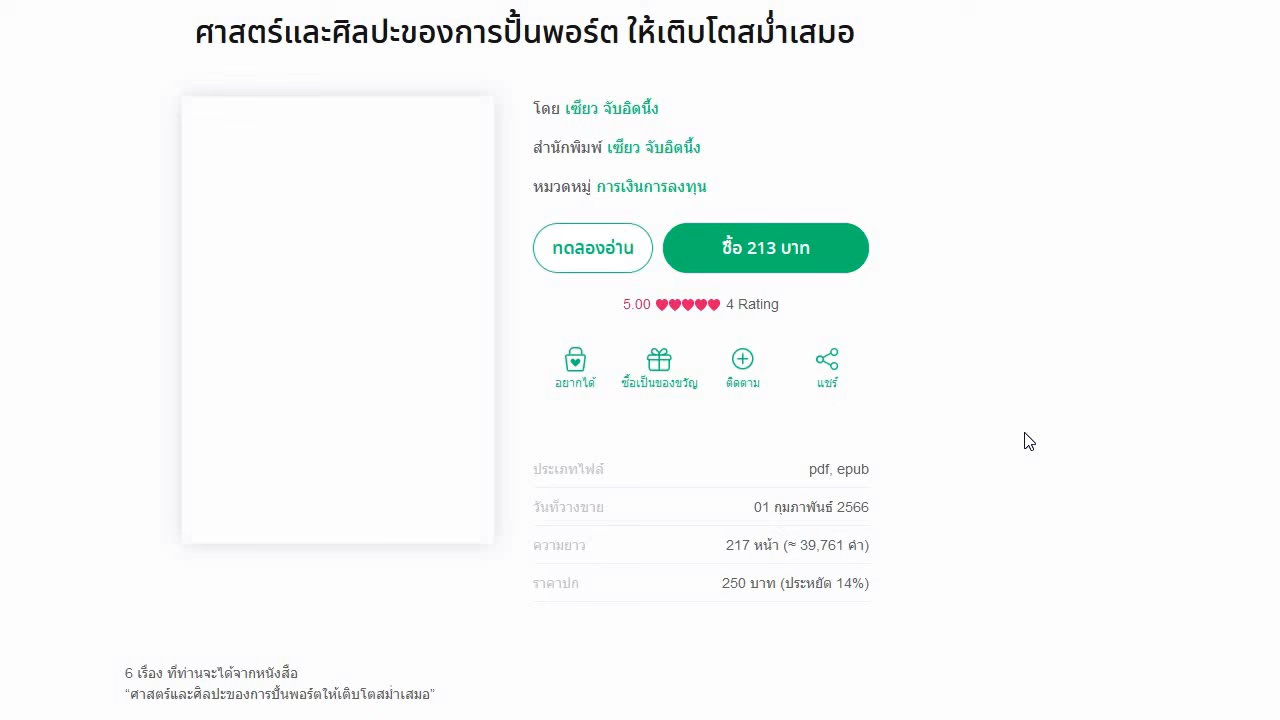 ศาสตร์และศิลปะของการปั้นพอร์ต ให้เติบโตสม่ำเสมอ
โดย เซียว จับอิดนึ้ง
สำนักพิมพ์ เซียว จับอิดนึ้ง
หมวดหมู่ การเงินการลงทุน
ทดลองอ่าน ซื้อ 213 บาท
5.00 4 Rating
อยากได้ ซื้อเป็นของขวัญ ติดตาม แชร์
ประเภทไฟล์ pdf, epub
วันที่วางขาย 01 กุมภาพันธ์ 2566
ความยาว 217 หน้า (≈ 39,761 คำ)
ราคาปก 250 บาท (ประหยัด 14%)
6 เรื่อง ที่ท่านจะได้จากหนังสือ
“ศาสตร์และศิลปะของการปั้นพอร์ตให้เติบโตสม่ำเสมอ”